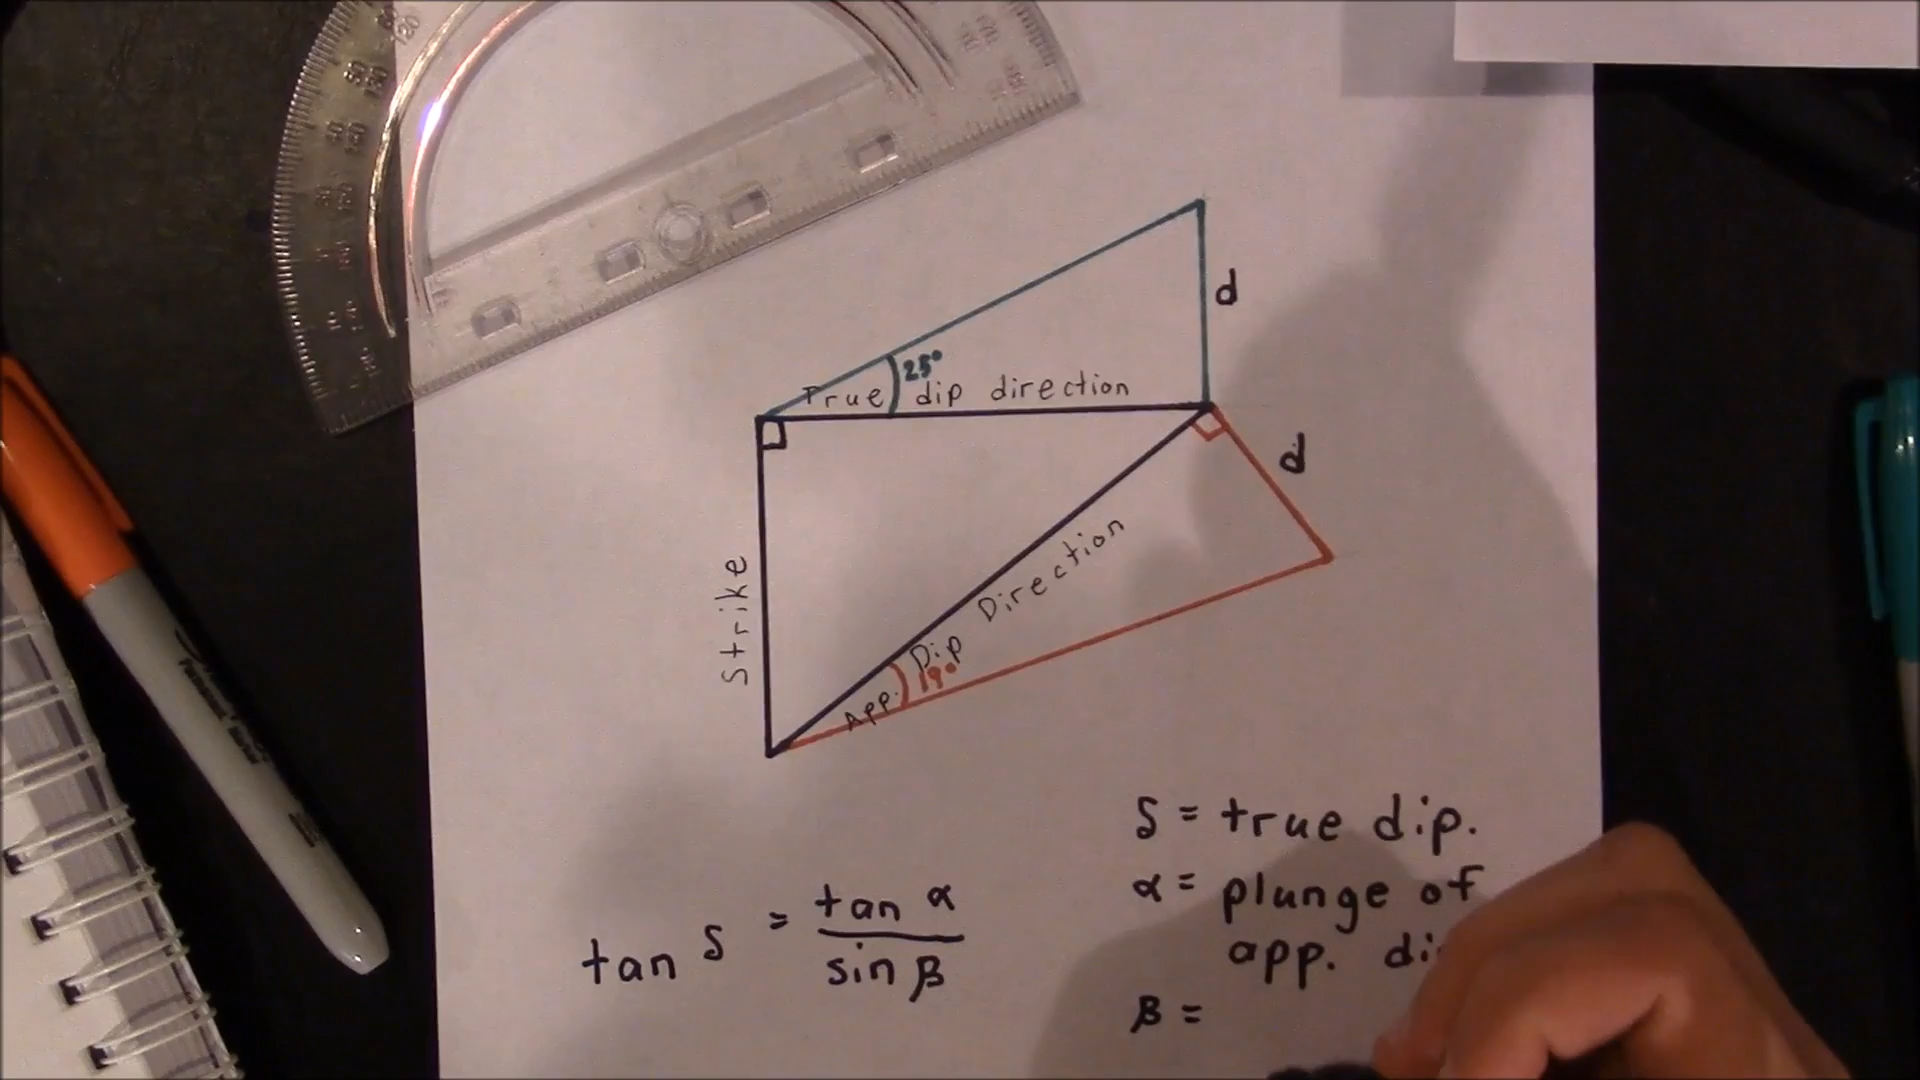 d
25°
True dip direction
d
Strike
App. Dip Direction
19°
δ = true dip.
α = plunge of
app.
tan δ = tan α
sin β
β =